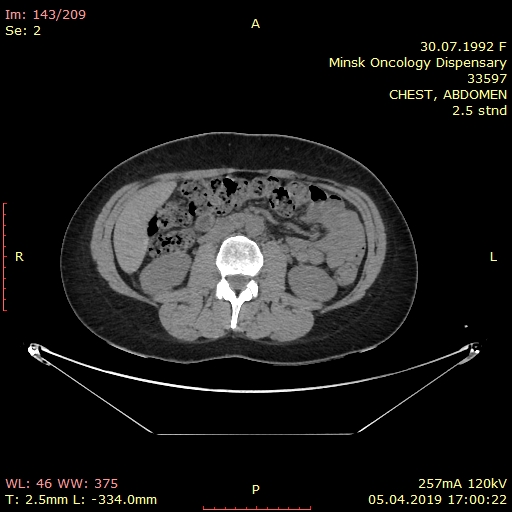 Im: 143/209
Se: 2
A
30.07.1992 F
Minsk Oncology Dispensary
33597
CHEST, ABDOMEN
2.5 stnd
R
L
WL: 46 WW: 375
T: 2.5mm L: -334.0mm
P
257mA 120kV
05.04.2019 17:00:22